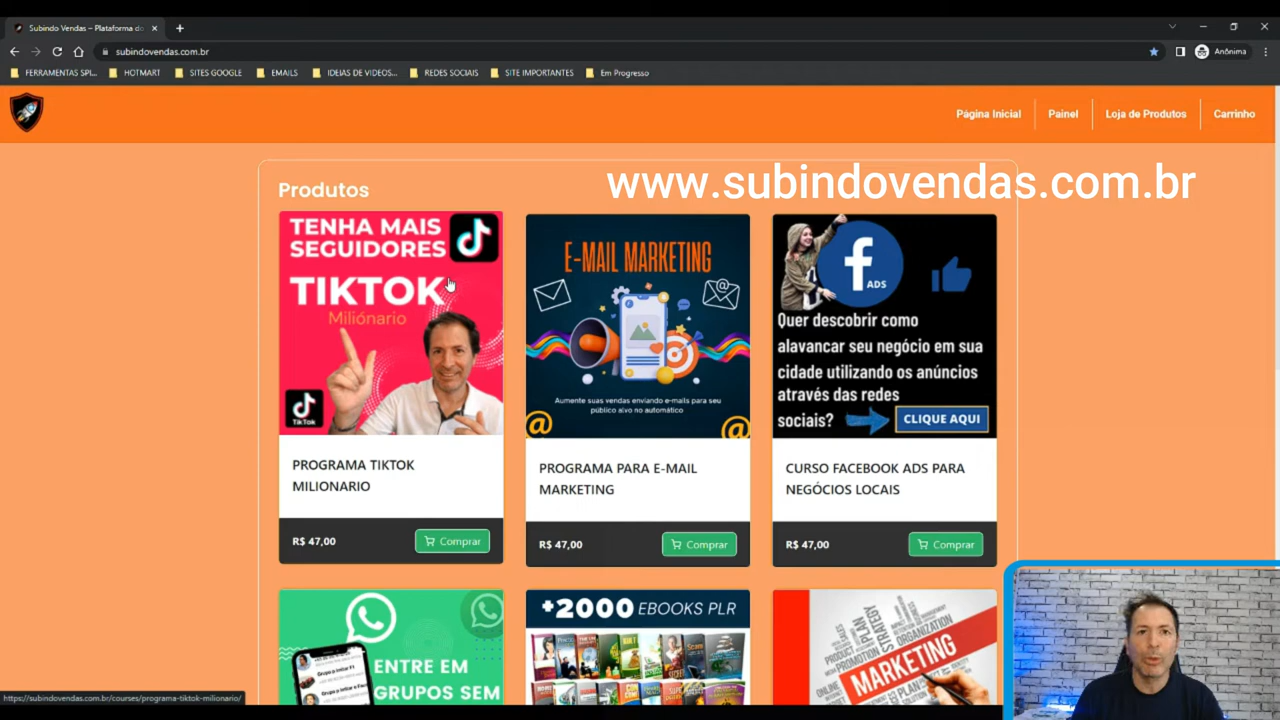 Subindo Vendas – Plataforma do
subindovendas.com.br
Anônima
FERRAMENTAS SPI...
HOTMART
SITES GOOGLE
EMAILS
IDEIAS DE VIDEOS...
REDES SOCIAIS
SITE IMPORTANTES
Em Progresso
Página Inicial
Painel
Loja de Produtos
Carrinho
www.subindovendas.com.br
Produtos
TENHA MAIS
SEGUIDORES
TIKTOK
Miliónario
TikTok
PROGRAMA TIKTOK
MILIONARIO
R$ 47,00
Comprar
E-MAIL MARKETING
Aumente suas vendas enviando e-mails para seu
público alvo no automático
PROGRAMA PARA E-MAIL
MARKETING
R$ 47,00
Comprar
f
ADS
Quer descobrir como
alavancar seu negócio em sua
cidade utilizando os anúncios
através das redes
sociais?
CLIQUE AQUI
CURSO FACEBOOK ADS PARA
NEGÓCIOS LOCAIS
R$ 47,00
Comprar
ENTRE EM
GRUPOS SEM
+2000 EBOOKS PLR
STRATEGY
ORGANIZATION
PLAN
MARKETING
https://subindovendas.com.br/courses/programa-tiktok-milionario/